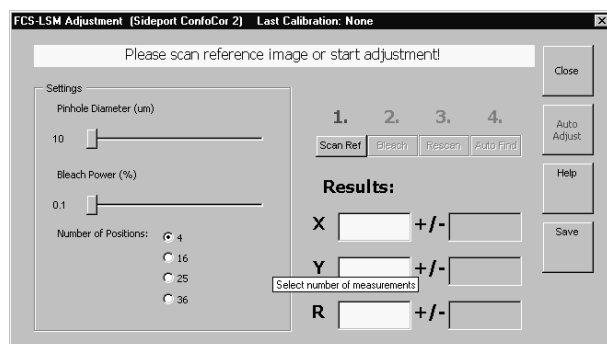 FCS-LSM Adjustment (Sideport ConfoCor 2) Last Calibration: None
Please scan reference image or start adjustment!
Close
Settings
Pinhole Diameter (um)
10
1. 2. 3. 4.
Auto Adjust
Scan Ref Bleach Rescan Auto Find
Bleach Power (%)
0.1
Help
Results:
Number of Positions:
4
16
25
36
X +/-
Save
Y +/-
Select number of measurements
R +/-